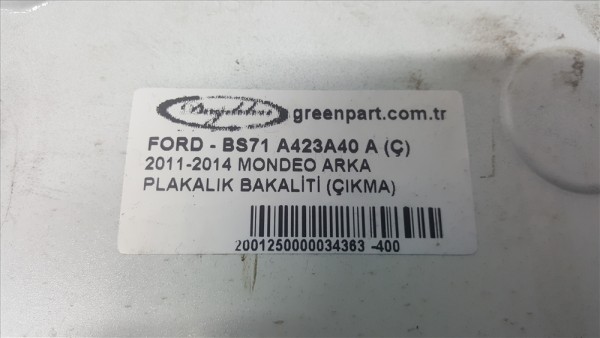 greenpart.com.tr
FORD - BS71 A423A40 A (Ç)
2011-2014 MONDEO ARKA
PLAKALIK BAKALİTİ (ÇIKMA)
2001250000034363 -400